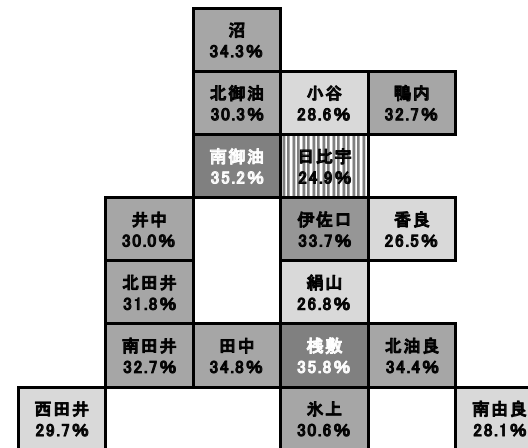 沼
34.3%
北御油
30.3%
小谷
28.6%
鴨内
32.7%
南御油
35.2%
日比宇
24.9%
井中
30.0%
伊佐口
33.7%
香良
26.5%
北田井
31.8%
絹山
26.8%
南田井
32.7%
田中
34.8%
桟敷
35.8%
北油良
34.4%
西田井
29.7%
氷上
30.6%
南由良
28.1%